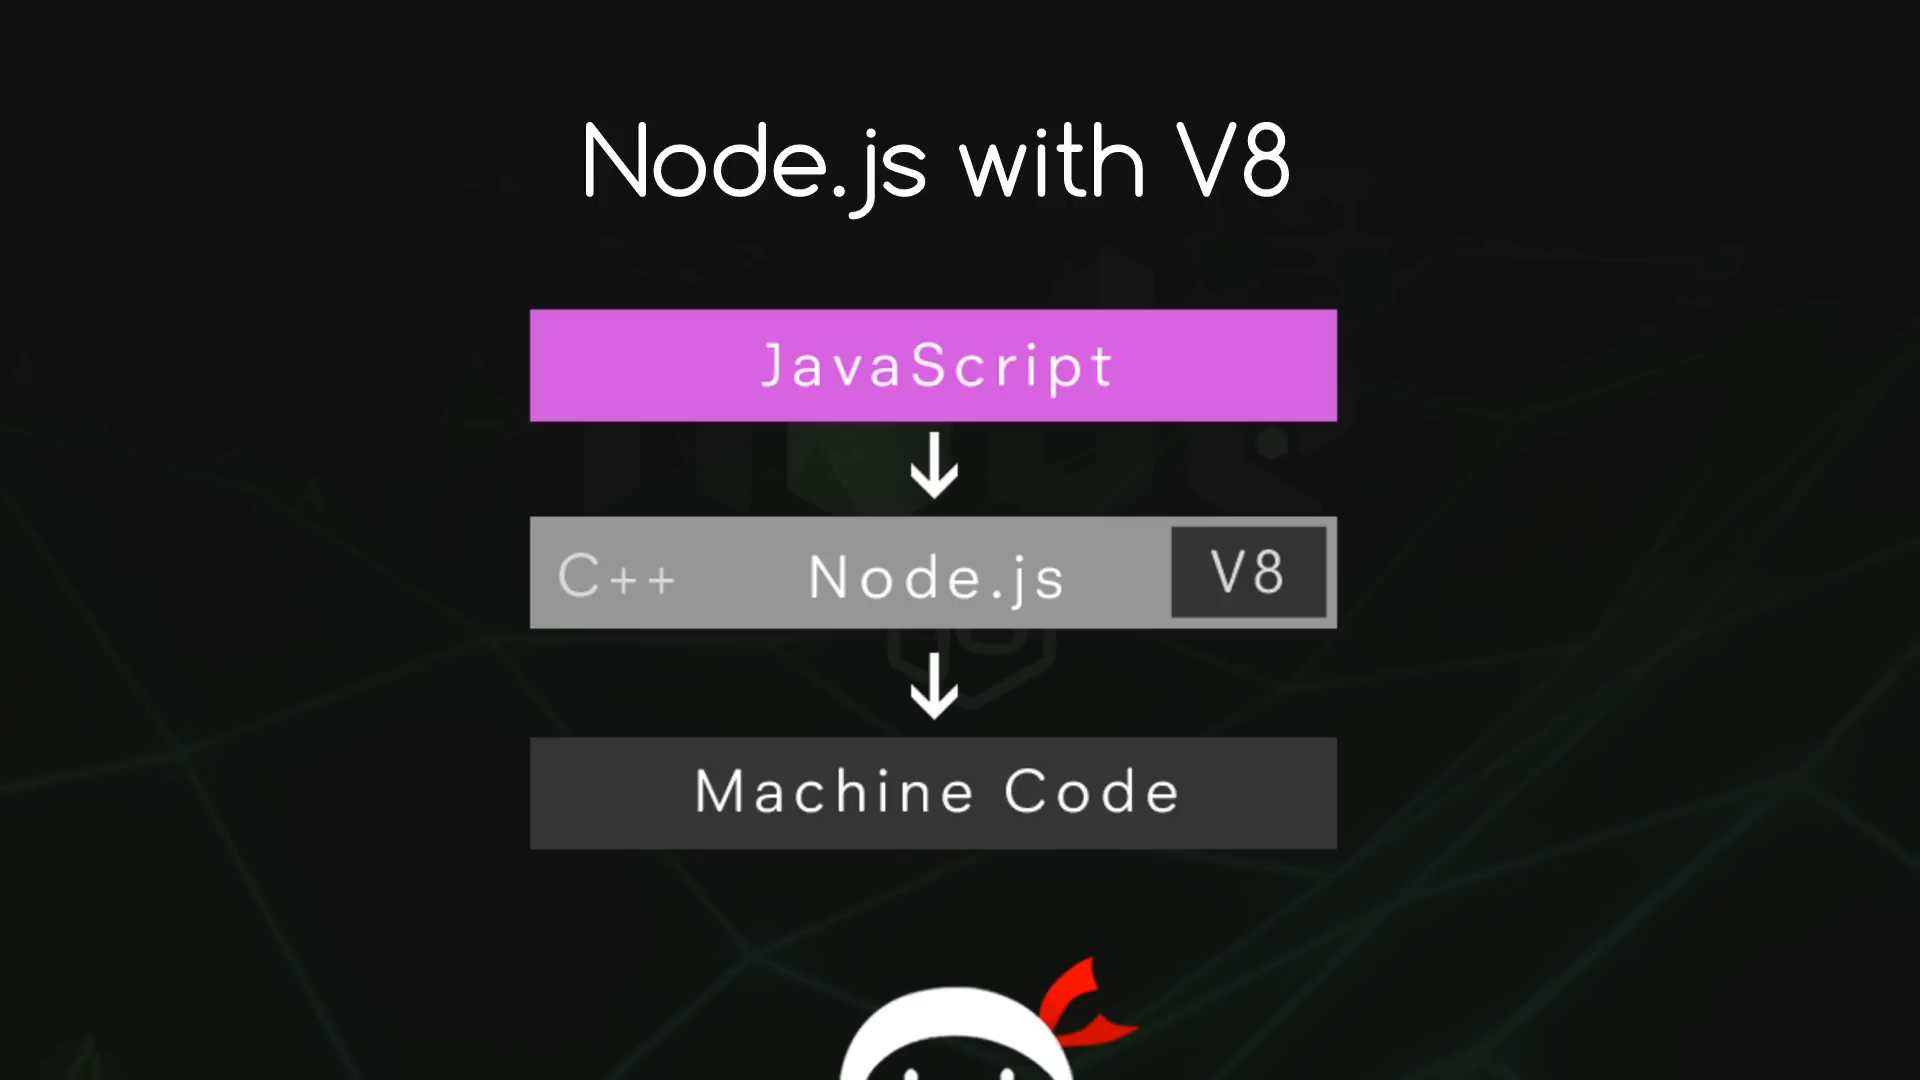 Node.js with V8
JavaScript
C++ Node.js V8
Machine Code